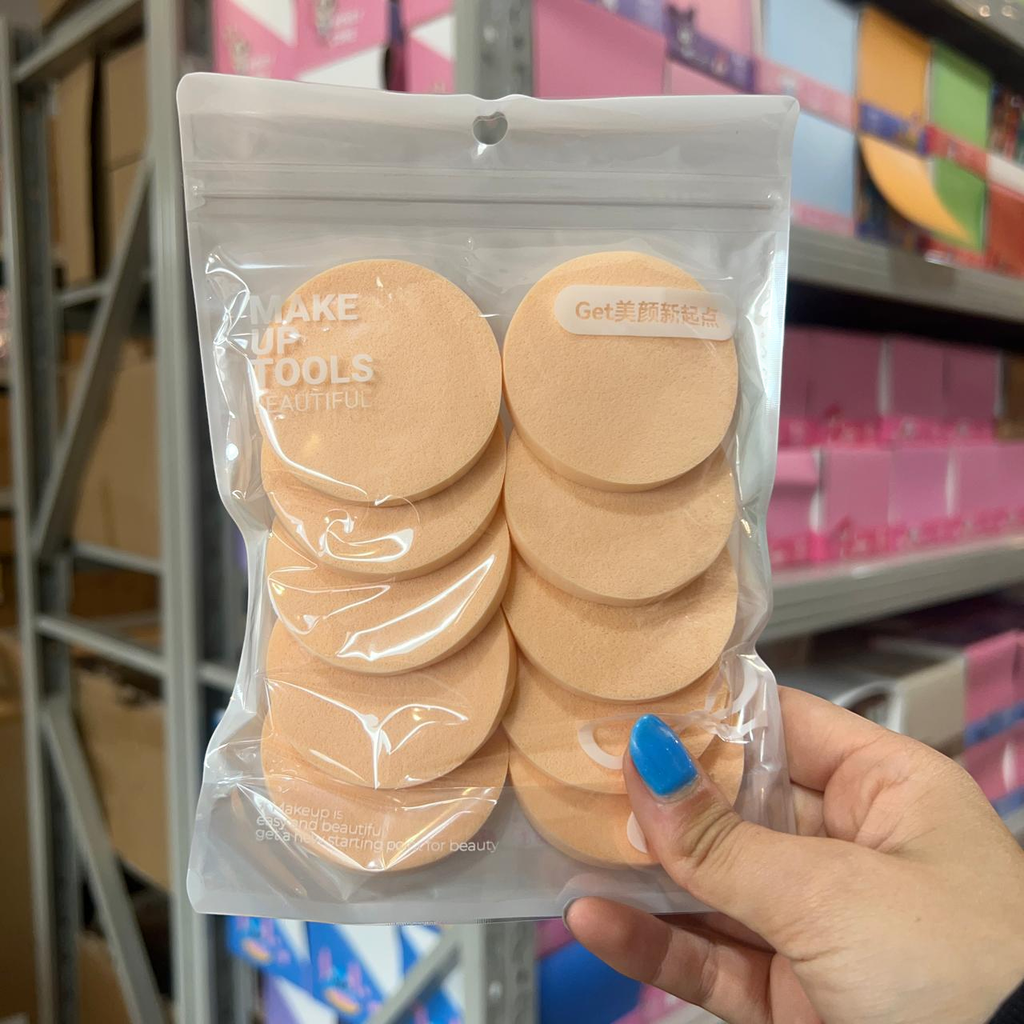 MAKE
UP
TOOLS
BEAUTIFUL
Get美颜新起点
Makeup is
easy and beautiful
get a new starting point for beauty